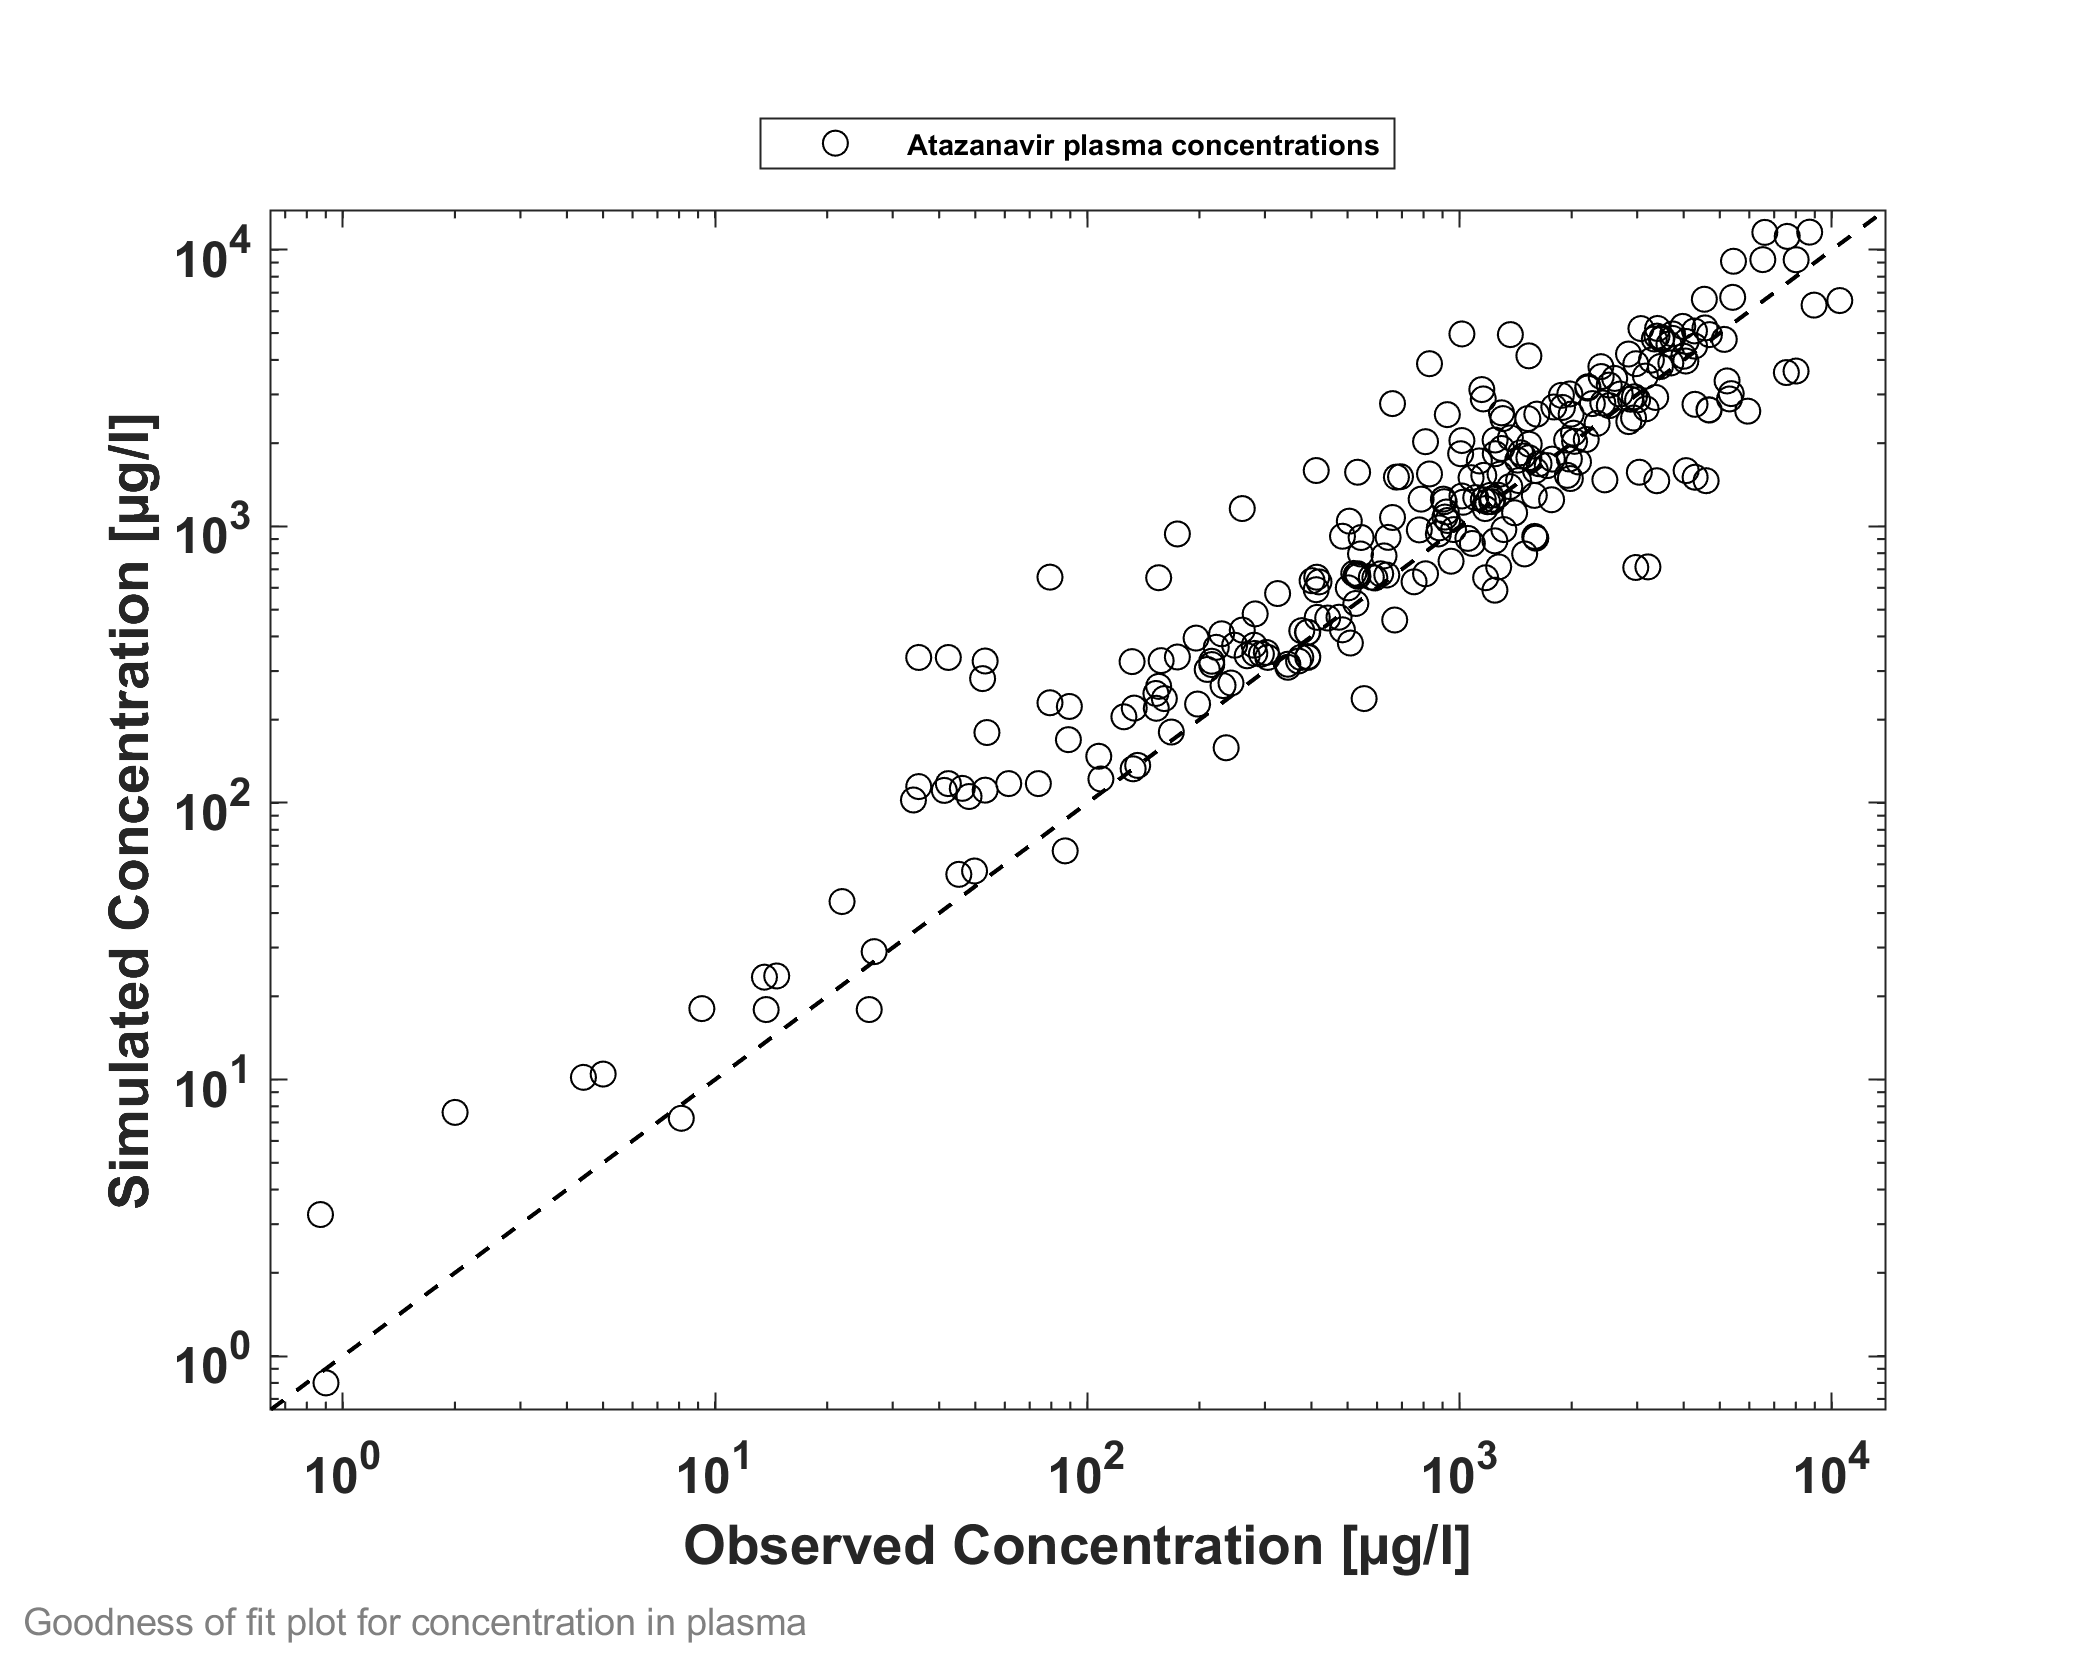 Atazanavir plasma concentrations
10^4
10^3
10^2
10^1
10^0
Simulated Concentration [µg/l]
10^0 10^1 10^2 10^3 10^4
Observed Concentration [µg/l]
Goodness of fit plot for concentration in plasma